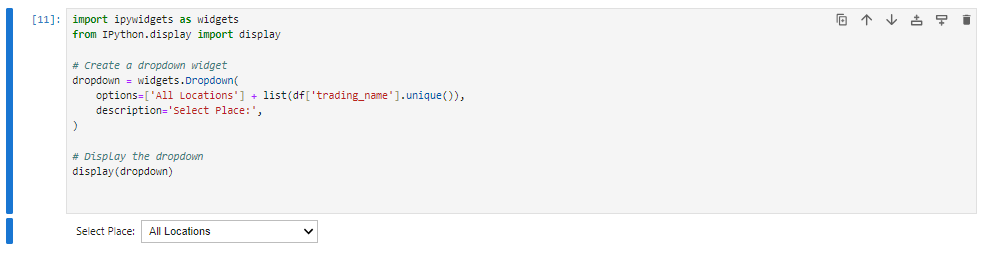 [11]:
import ipywidgets as widgets
from IPython.display import display

# Create a dropdown widget
dropdown = widgets.Dropdown(
    options=['All Locations'] + list(df['trading_name'].unique()),
    description='Select Place:',
)

# Display the dropdown
display(dropdown)

Select Place: All Locations